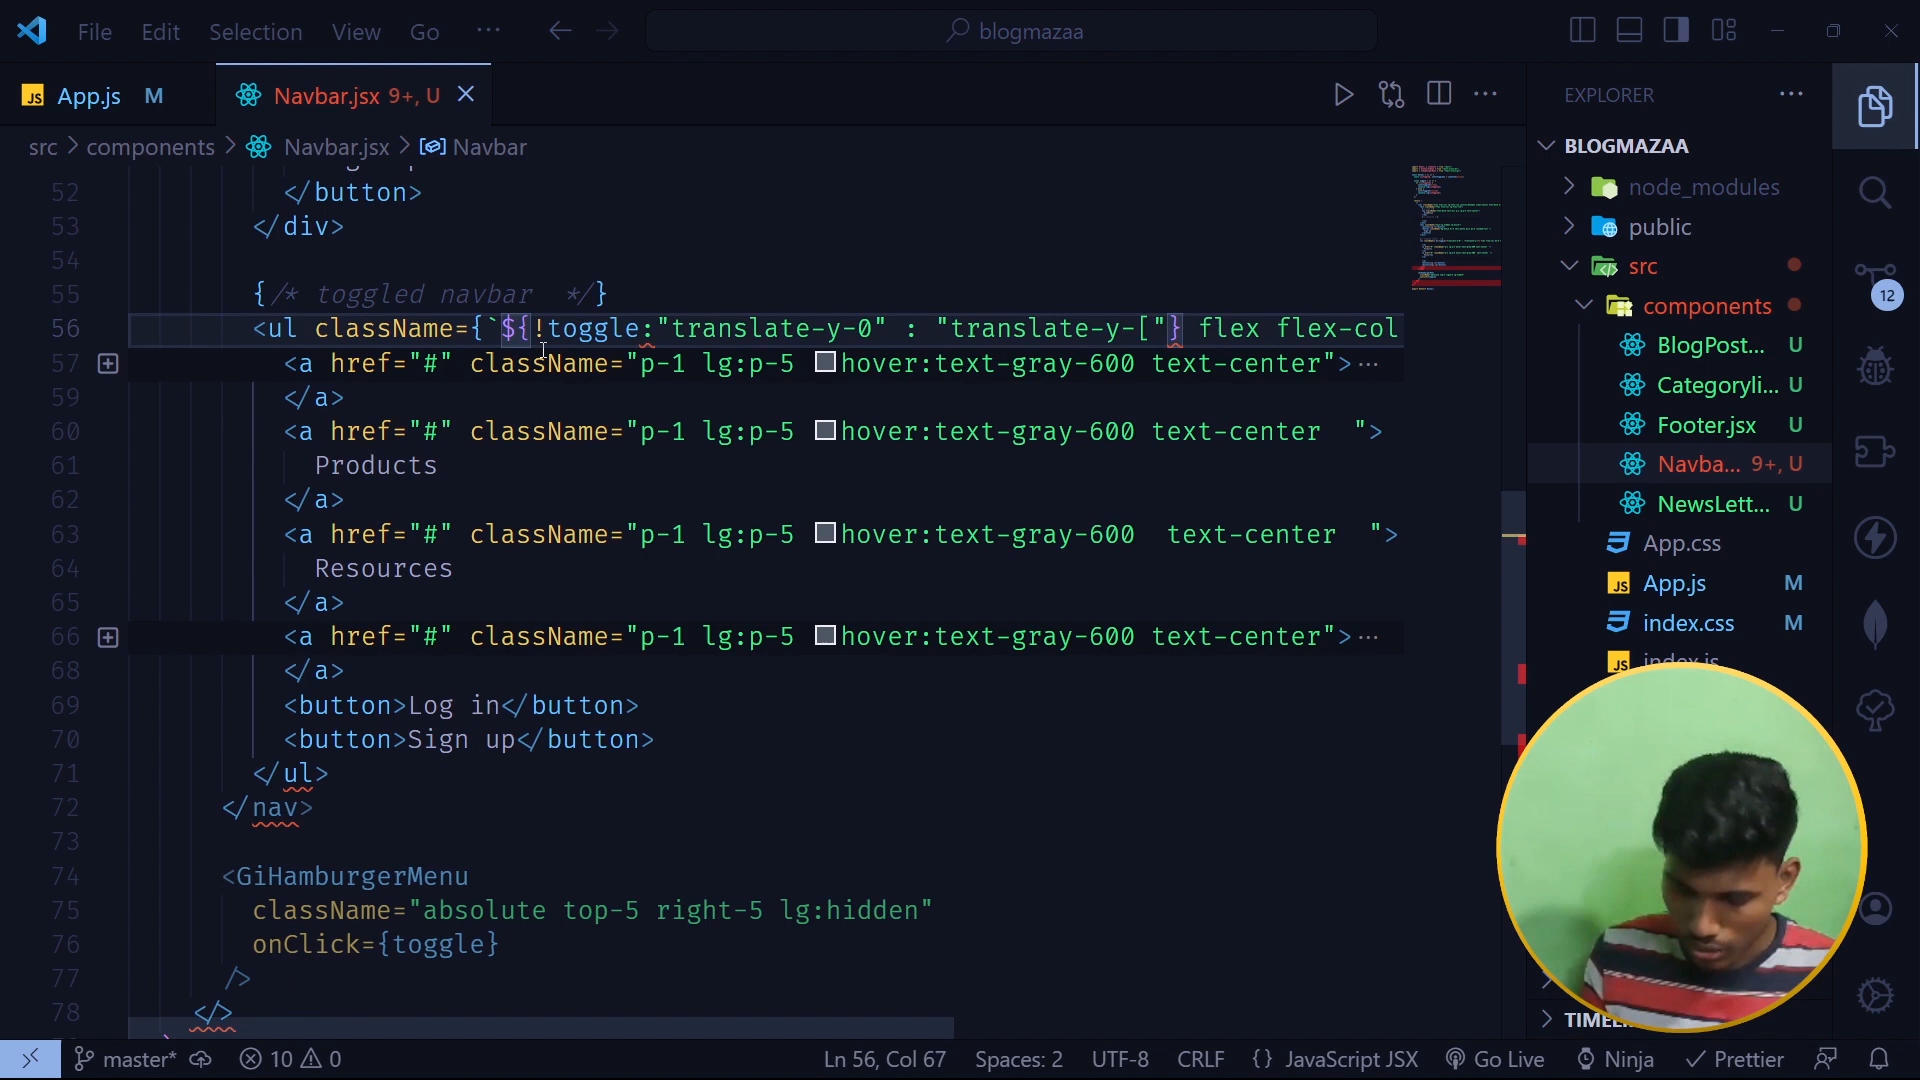 File Edit Selection View Go ··· blogmazaa
JS App.js M Navbar.jsx 9+, U
src > components > Navbar.jsx > Navbar
52 </button>
53 </div>
54
55 {/* toggled navbar */}
56 <ul className={`${!toggle:"translate-y-0" : "translate-y-["} flex flex-col
57 <a href="#" className="p-1 lg:p-5 hover:text-gray-600 text-center">···
59 </a>
60 <a href="#" className="p-1 lg:p-5 hover:text-gray-600 text-center ">
61 Products
62 </a>
63 <a href="#" className="p-1 lg:p-5 hover:text-gray-600 text-center ">
64 Resources
65 </a>
66 <a href="#" className="p-1 lg:p-5 hover:text-gray-600 text-center">···
68 </a>
69 <button>Log in</button>
70 <button>Sign up</button>
71 </ul>
72 </nav>
73
74 <GiHamburgerMenu
75 className="absolute top-5 right-5 lg:hidden"
76 onClick={toggle}
77 />
78 </>
EXPLORER ···
BLOGMAZAA
node_modules
public
src
components
BlogPost... U
Categoryli... U
Footer.jsx U
Navba... 9+, U
NewsLett... U
App.css
JS App.js M
index.css M
JS index.js
12
master* 10 0 Ln 56, Col 67 Spaces: 2 UTF-8 CRLF {} JavaScript JSX Go Live Ninja Prettier